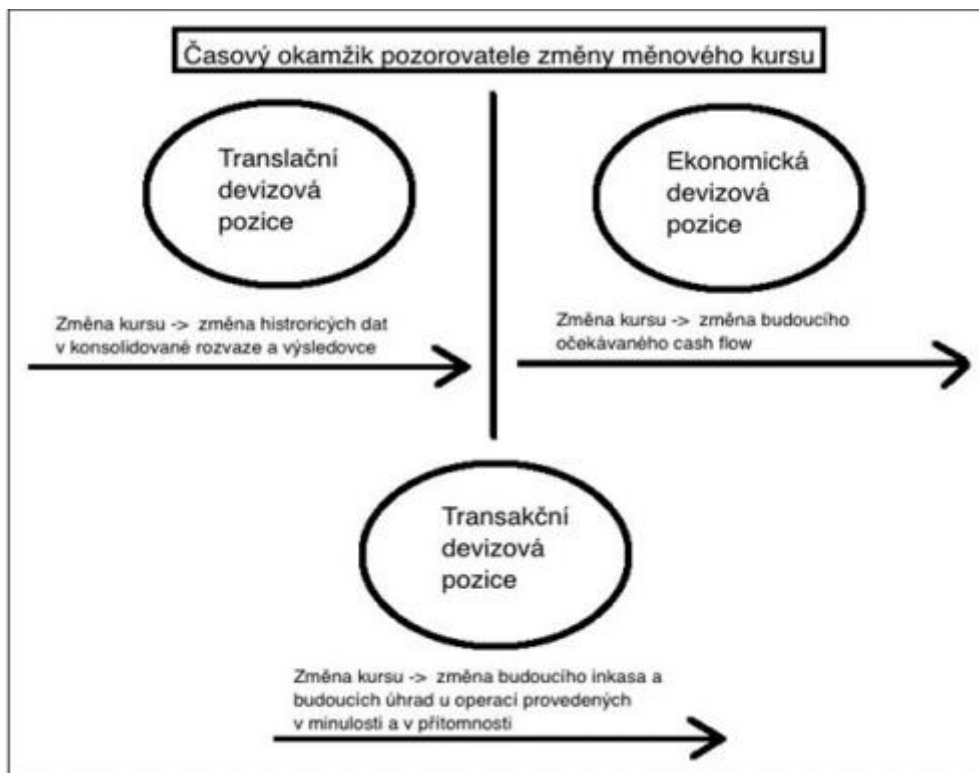 Časový okamžik pozorovatele změny měnového kursu
Translační
devizová
pozice
Ekonomická
devizová
pozice
Změna kursu -> změna histroricých dat
v konsolidované rozvaze a výsledovce
Změna kursu -> změna budoucího
očekávaného cash flow
Transakční
devizová
pozice
Změna kursu -> změna budoucího inkasa a
budoucích úhrad u operací provedených
v minulosti a v přítomnosti